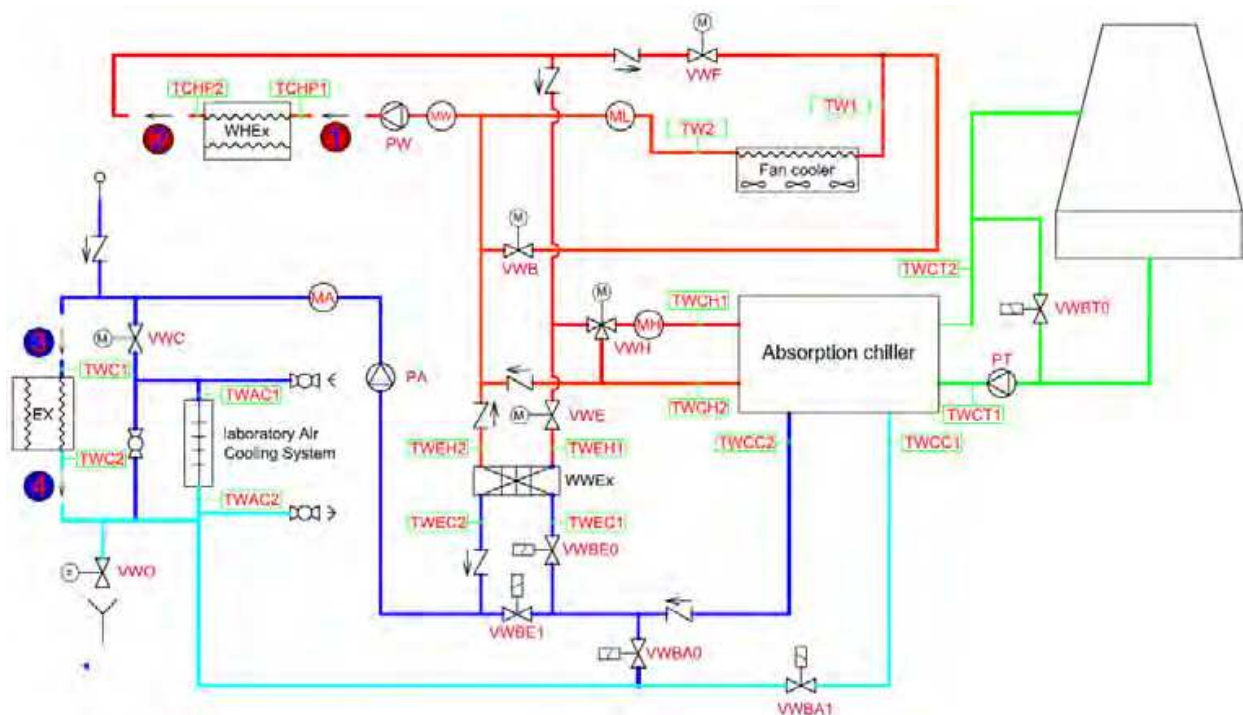 M
VWF
TCHP2
TCHP1
WHEx
2
1
PW
MW
ML
TW2
TW1
Fan cooler
M
VWB
TWCT2
MA
M
MH
TWCH1
VWH
VWBT0
3
M
VWC
TWC1
TWAC1
PA
Absorption chiller
PT
EX
TWCH2
TWCT1
M
VWE
laboratory Air
Cooling System
TWC2
TWEH2
TWEH1
TWCC2
TWCC1
4
WWEx
TWAC2
TWEC2
TWEC1
VWBE0
VWO
VWBE1
VWBA0
VWBA1